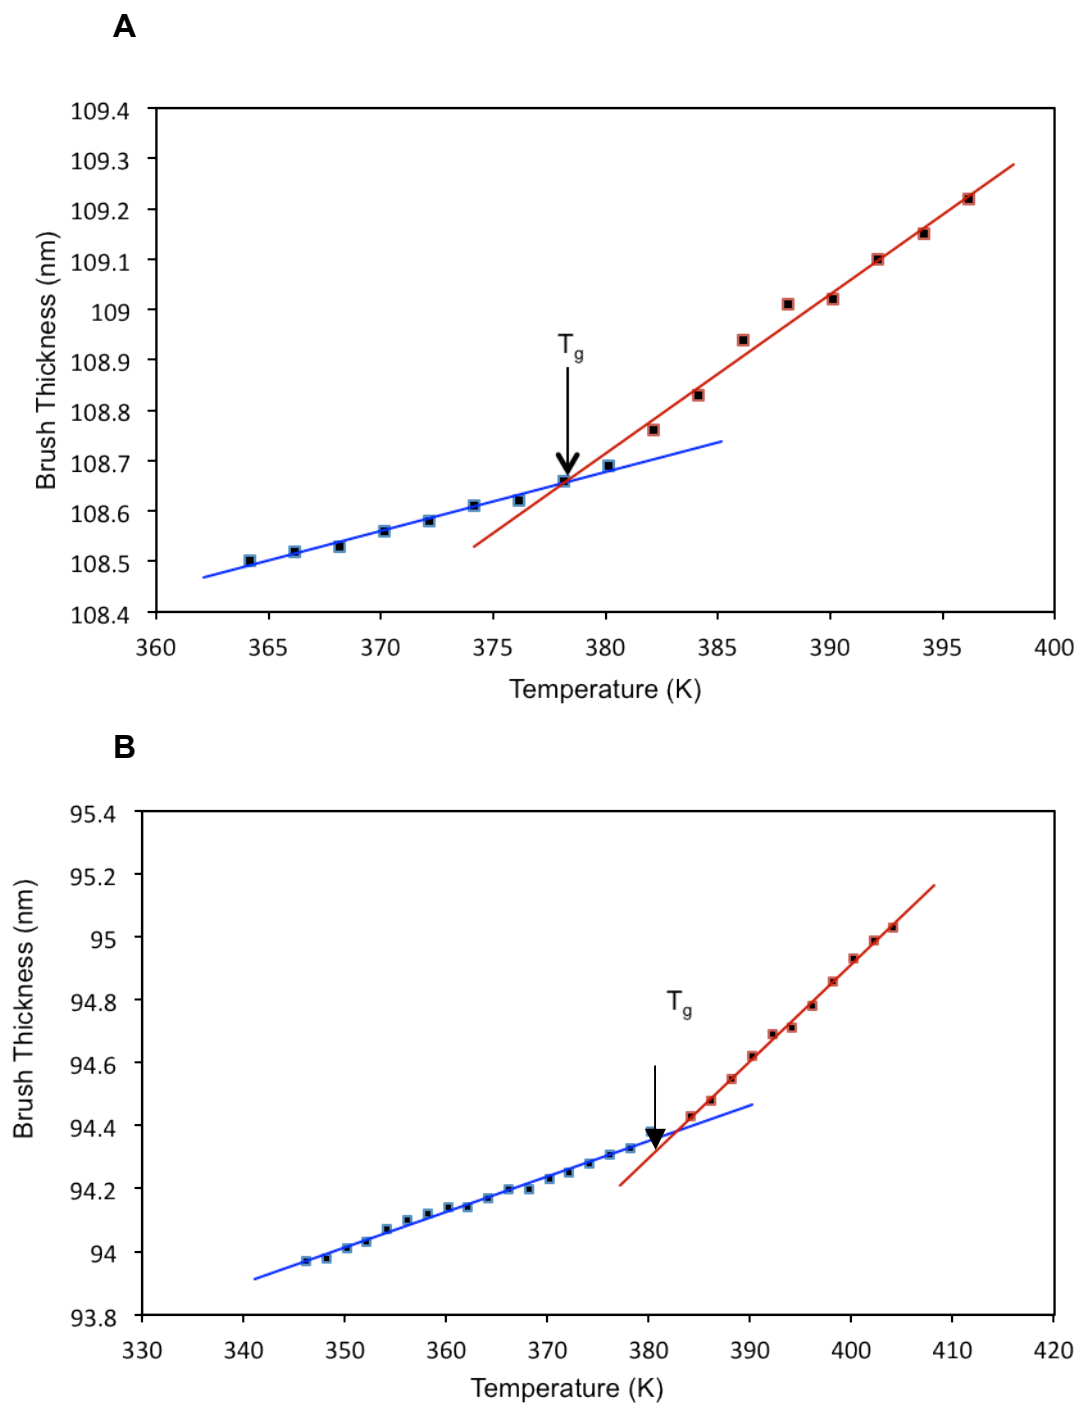 A
109.4
109.3
109.2
109.1
109
108.9
108.8
108.7
108.6
108.5
108.4
Brush Thickness (nm)
Tg
360 365 370 375 380 385 390 395 400
Temperature (K)
B
95.4
95.2
95
94.8
94.6
94.4
94.2
94
93.8
Brush Thickness (nm)
Tg
330 340 350 360 370 380 390 400 410 420
Temperature (K)